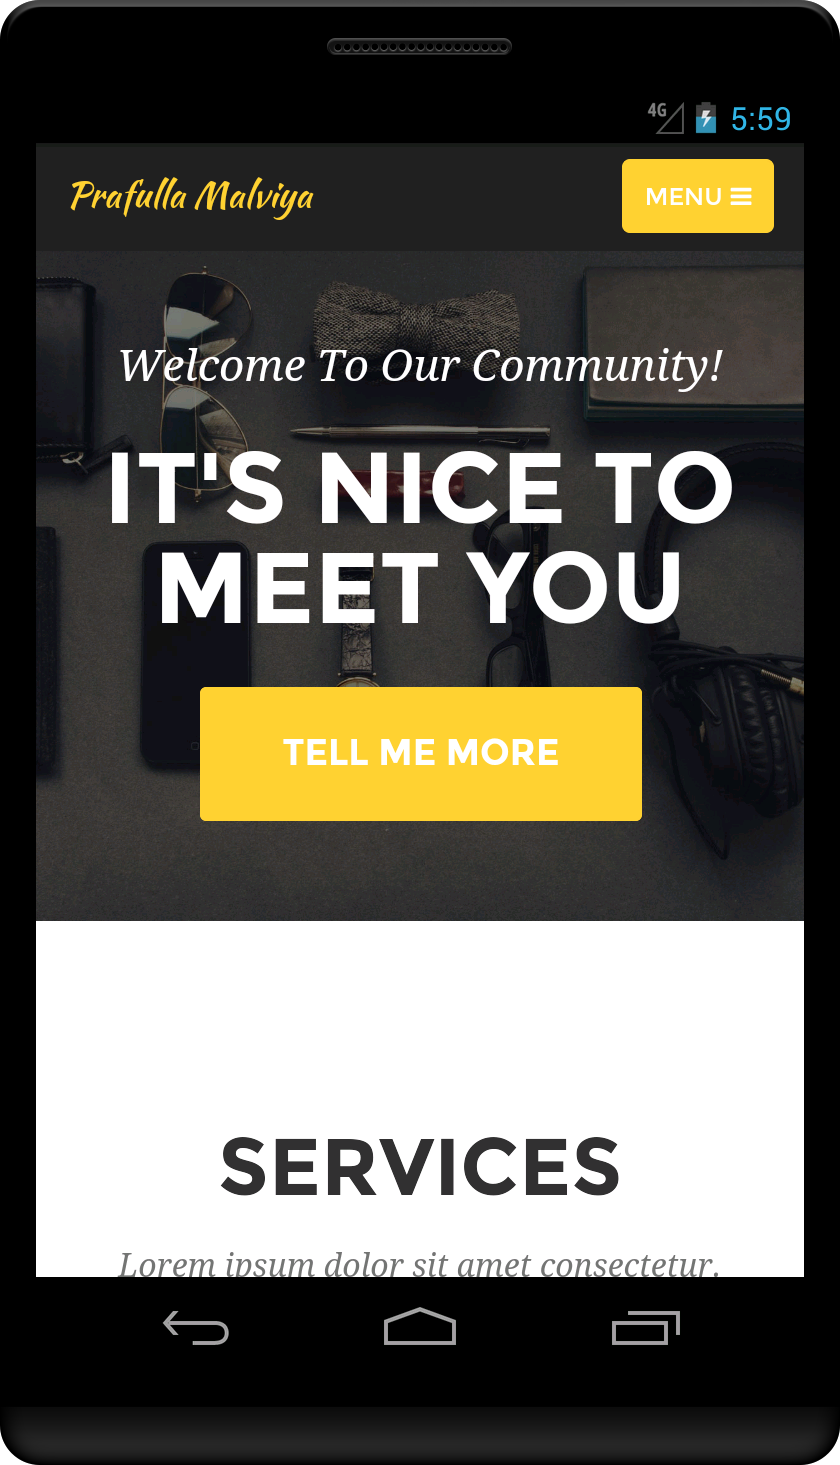 4G 5:59
Prafulla Malviya
MENU
Welcome To Our Community!
IT'S NICE TO
MEET YOU
TELL ME MORE
SERVICES
Lorem ipsum dolor sit amet consectetur.